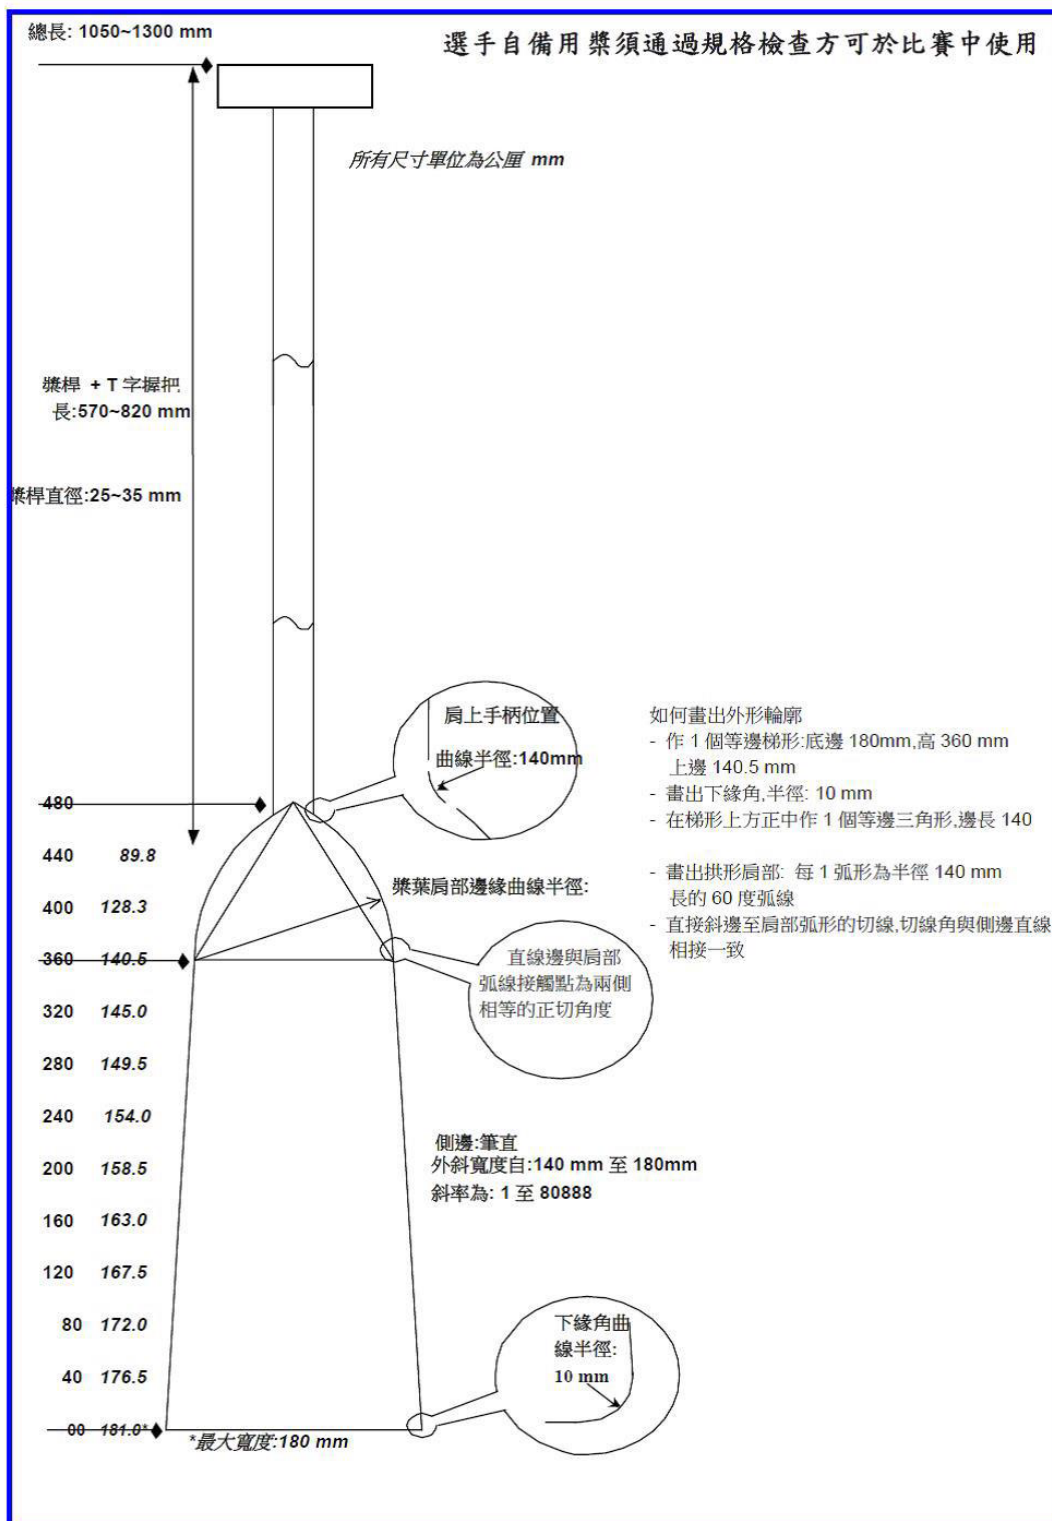 總長: 1050~1300 mm
選手自備用槳須通過規格檢查方可於比賽中使用
所有尺寸單位為公厘 mm
槳桿 + T 字握把
長:570~820 mm
槳桿直徑:25~35 mm
肩上手柄位置
曲線半徑:140mm
如何畫出外形輪廓
- 作 1 個等邊梯形:底邊 180mm,高 360 mm
上邊 140.5 mm
- 畫出下緣角,半徑: 10 mm
- 在梯形上方正中作 1 個等邊三角形,邊長 140
- 畫出拱形肩部: 每 1 弧形為半徑 140 mm
長的 60 度弧線
- 直接斜邊至肩部弧形的切線,切線角與側邊直線
相接一致
480
440 89.8
槳葉肩部邊緣曲線半徑:
400 128.3
360 140.5
直線邊與肩部
弧線接觸點為兩側
相等的正切角度
320 145.0
280 149.5
240 154.0
側邊:筆直
外斜寬度自:140 mm 至 180mm
斜率為: 1 至 80888
200 158.5
160 163.0
120 167.5
80 172.0
40 176.5
下緣角曲
線半徑:
10 mm
00 181.0*
*最大寬度:180 mm